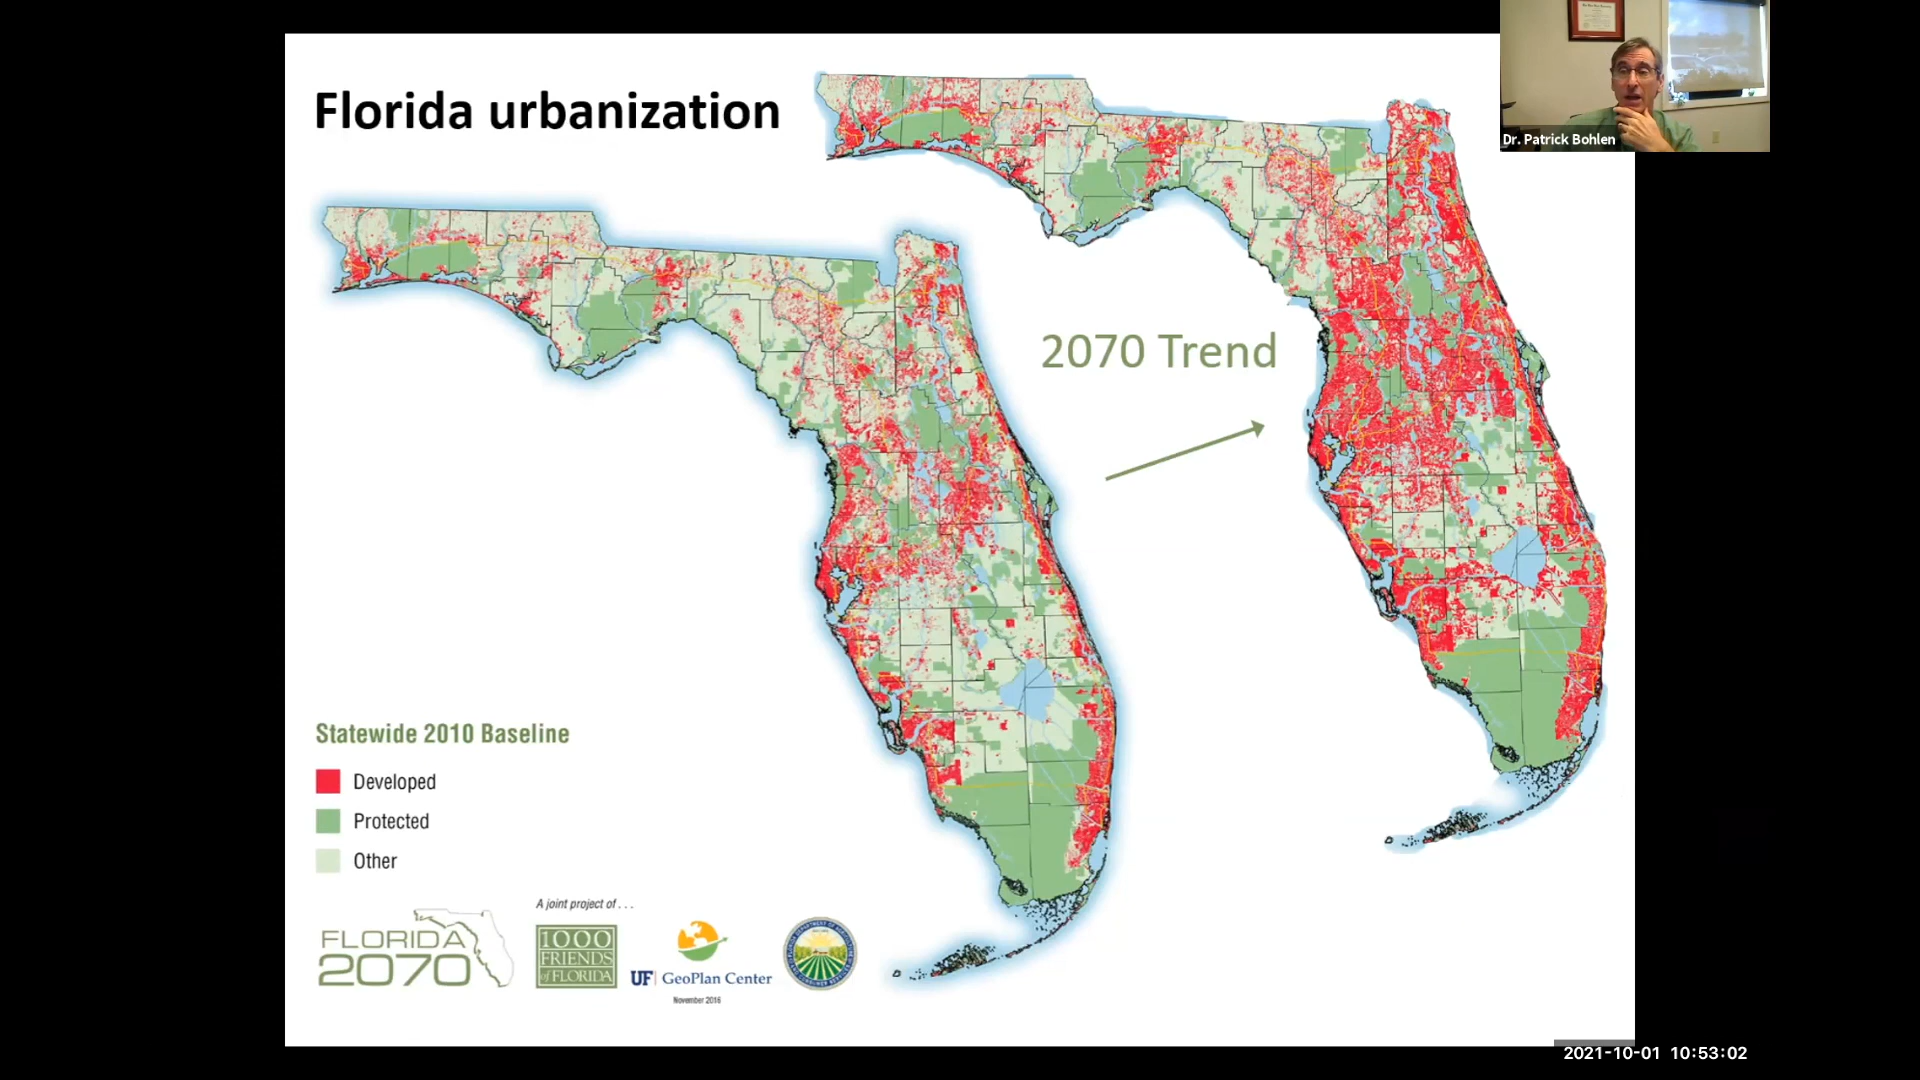 Florida urbanization
Dr. Patrick Bohlen
2070 Trend
Statewide 2010 Baseline
Developed
Protected
Other
A joint project of . . .
FLORIDA
2070
1000
FRIENDS
of FLORIDA
UF GeoPlan Center
November 2016
2021-10-01 10:53:02